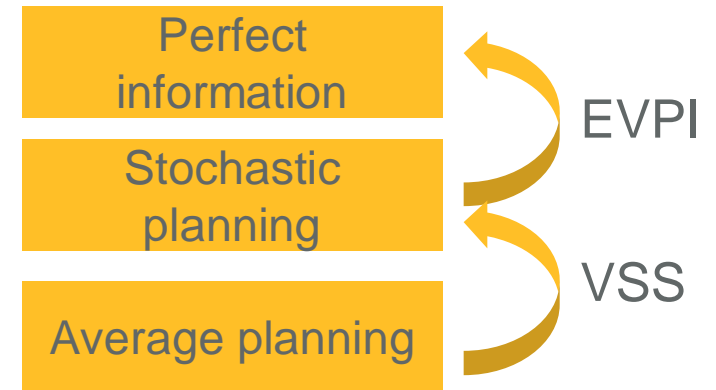 Perfect
information
EVPI
Stochastic
planning
VSS
Average planning